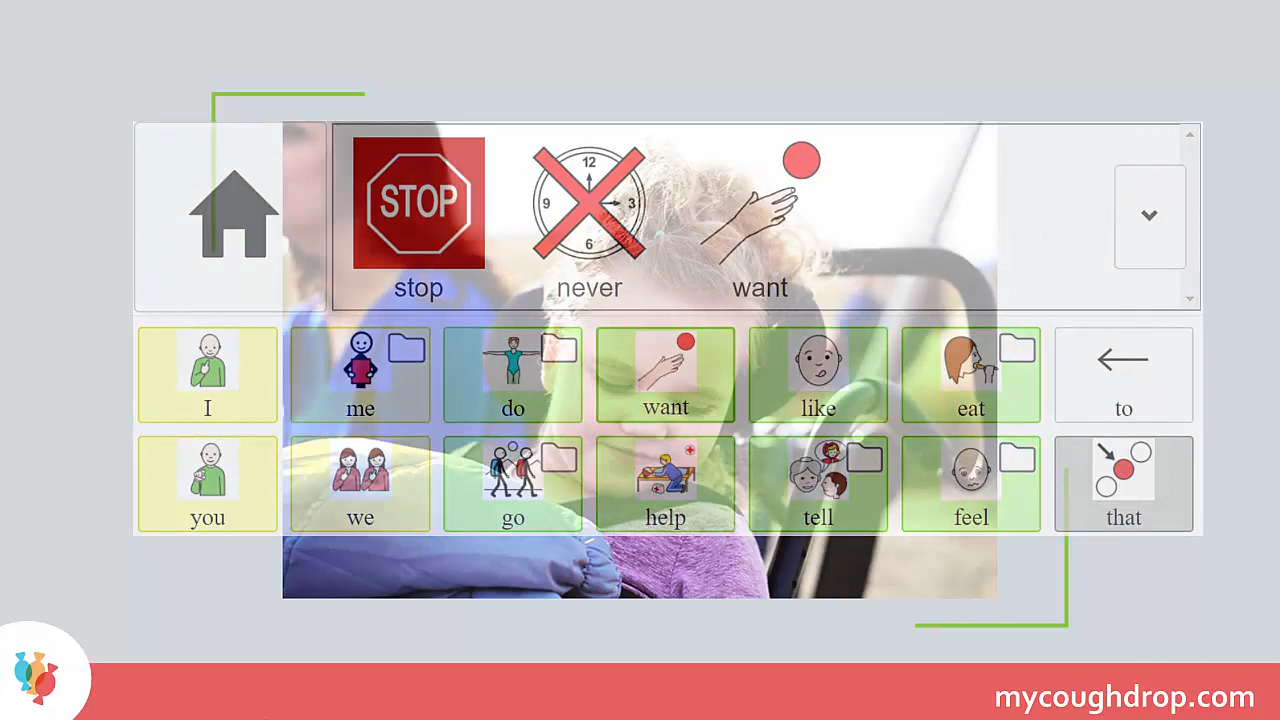 STOP
12
9 3
6
stop never want
I me do want like eat to
you we go help tell feel that
mycoughdrop.com